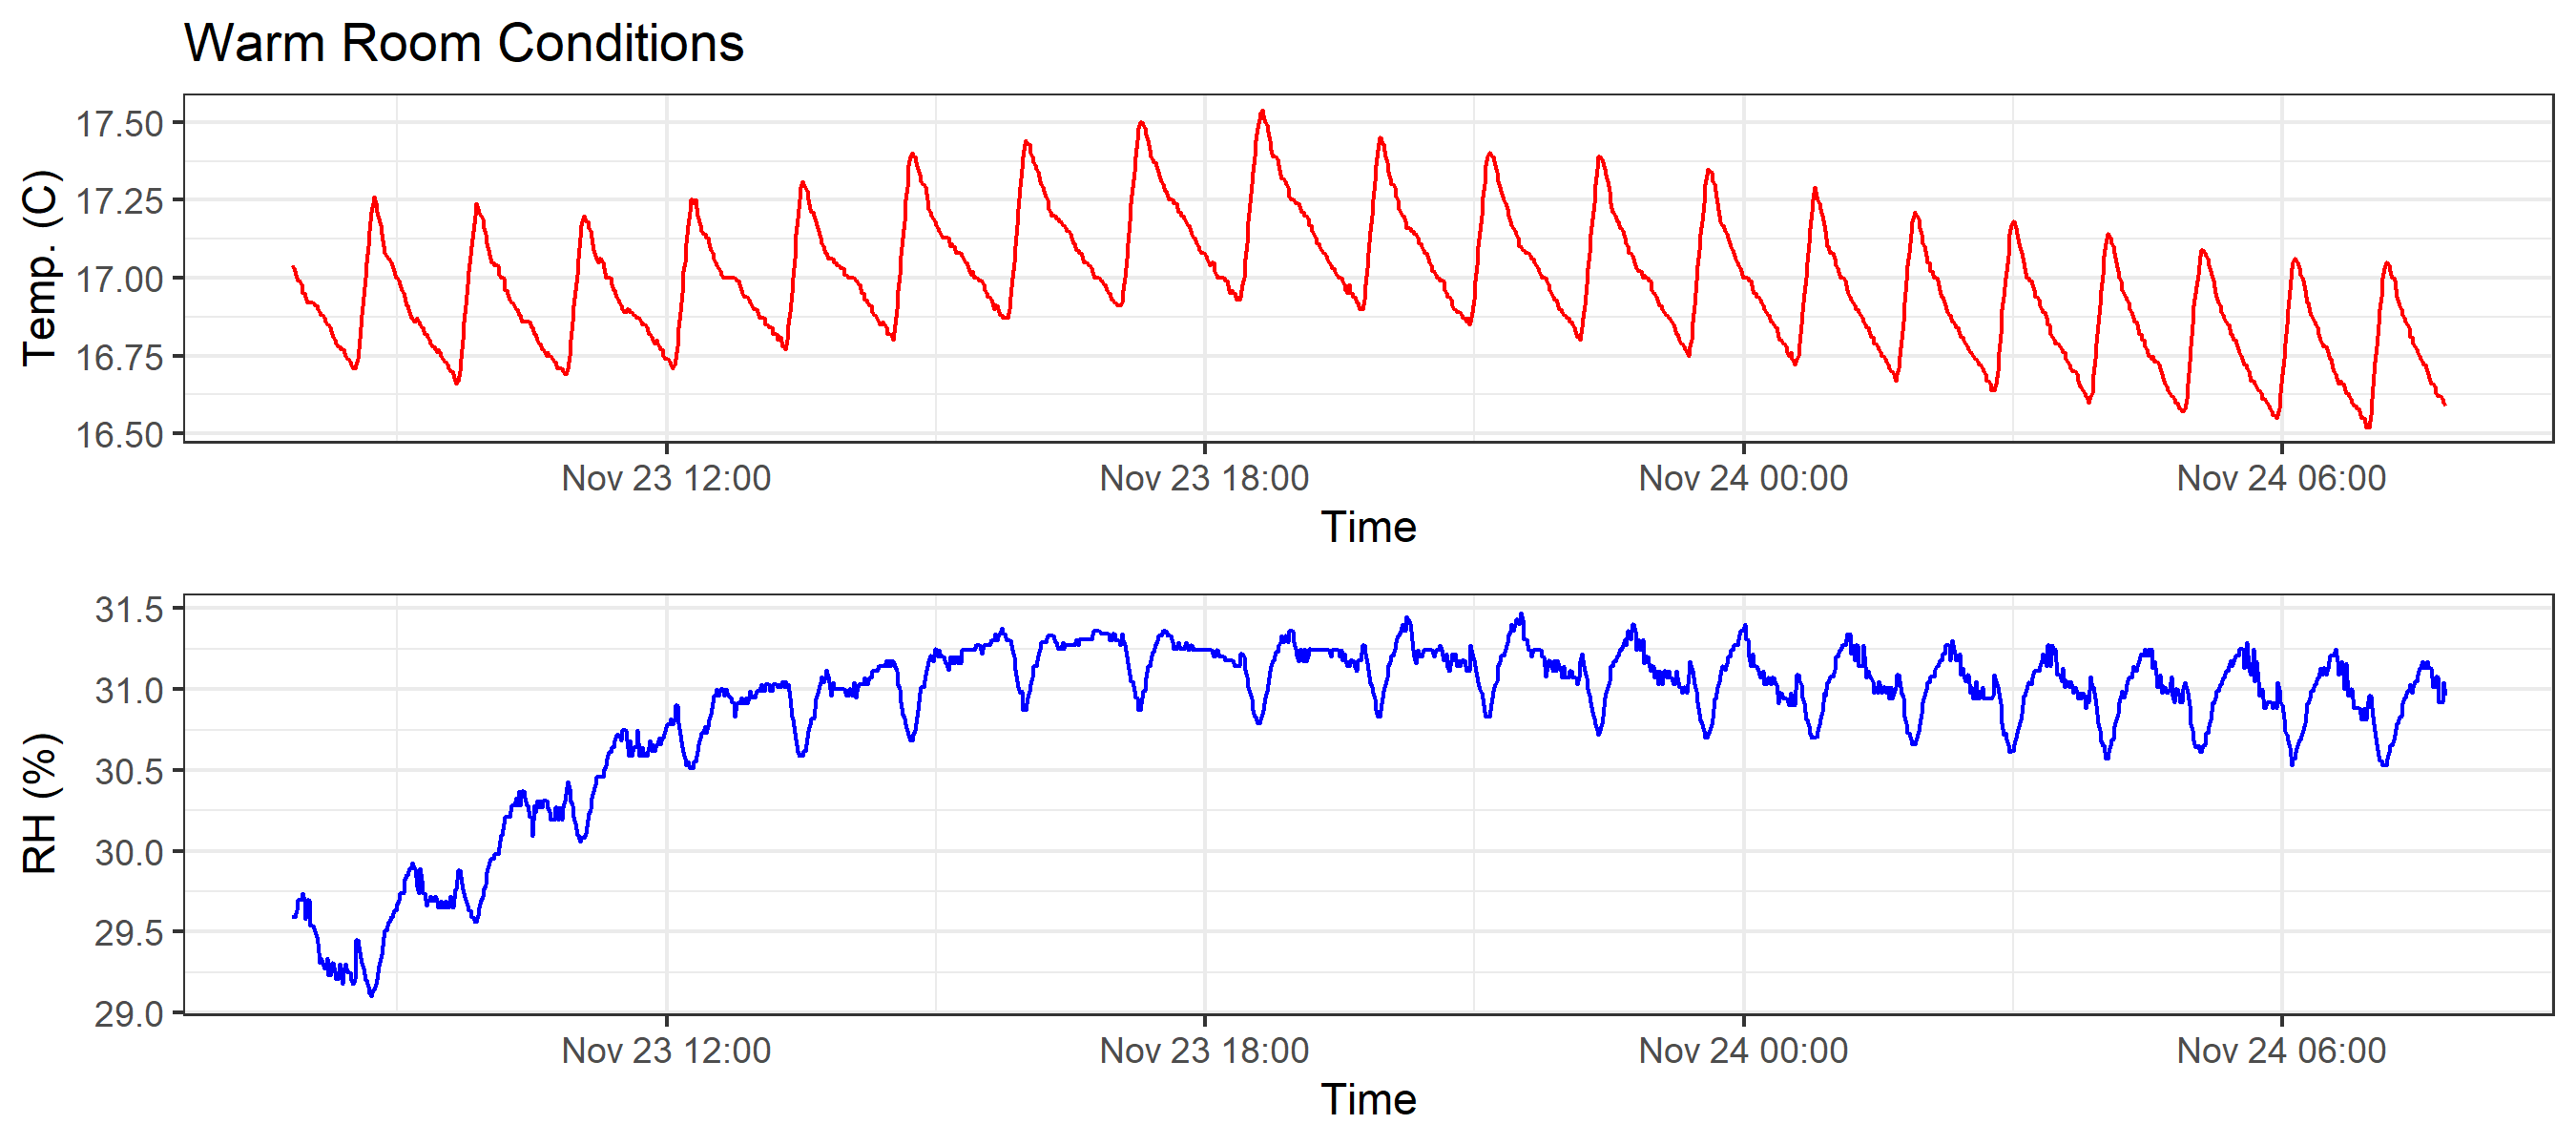 Warm Room Conditions
Temp. (C)
17.50
17.25
17.00
16.75
16.50
Nov 23 12:00 Nov 23 18:00 Nov 24 00:00 Nov 24 06:00
Time
RH (%)
31.5
31.0
30.5
30.0
29.5
29.0
Nov 23 12:00 Nov 23 18:00 Nov 24 00:00 Nov 24 06:00
Time